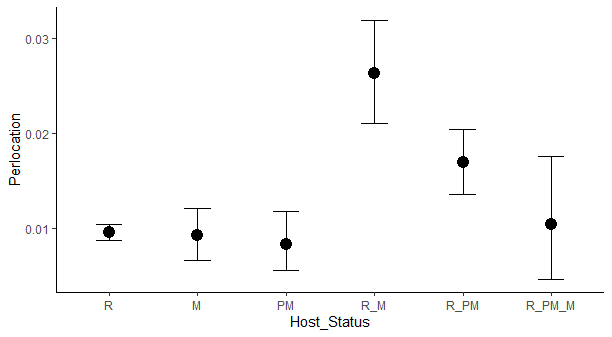 Perlocation
0.03
0.02
0.01
R M PM R_M R_PM R_PM_M
Host_Status